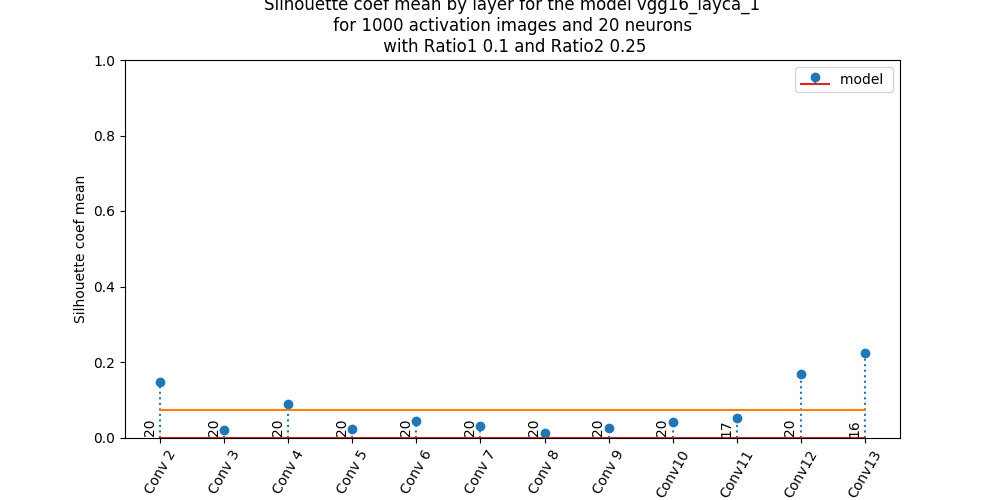 Silhouette coef mean by layer for the model vgg16_layca_1
for 1000 activation images and 20 neurons
with Ratio1 0.1 and Ratio2 0.25
1.0
0.8
0.6
0.4
0.2
0.0
Silhouette coef mean
model
20
20
20
20
20
20
20
20
20
17
20
16
Conv 2
Conv 3
Conv 4
Conv 5
Conv 6
Conv 7
Conv 8
Conv 9
Conv10
Conv11
Conv12
Conv13